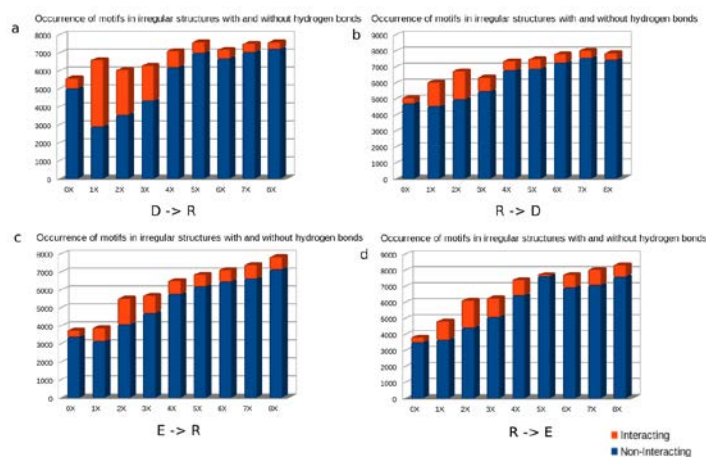 a
Occurrence of motifs in irregular structures with and without hydrogen bonds
8000
7000
6000
5000
4000
3000
2000
1000
0
0X 1X 2X 3X 4X 5X 6X 7X 8X
D -> R
b
Occurrence of motifs in irregular structures with and without hydrogen bonds
9000
8000
7000
6000
5000
4000
3000
2000
1000
0
0X 1X 2X 3X 4X 5X 6X 7X 8X
R -> D
c
Occurrence of motifs in irregular structures with and without hydrogen bonds
8000
7000
6000
5000
4000
3000
2000
1000
0
0X 1X 2X 3X 4X 5X 6X 7X 8X
E -> R
d
Occurrence of motifs in irregular structures with and without hydrogen bonds
9000
8000
7000
6000
5000
4000
3000
2000
1000
0
0X 1X 2X 3X 4X 5X 6X 7X 8X
R -> E
Interacting
Non-Interacting